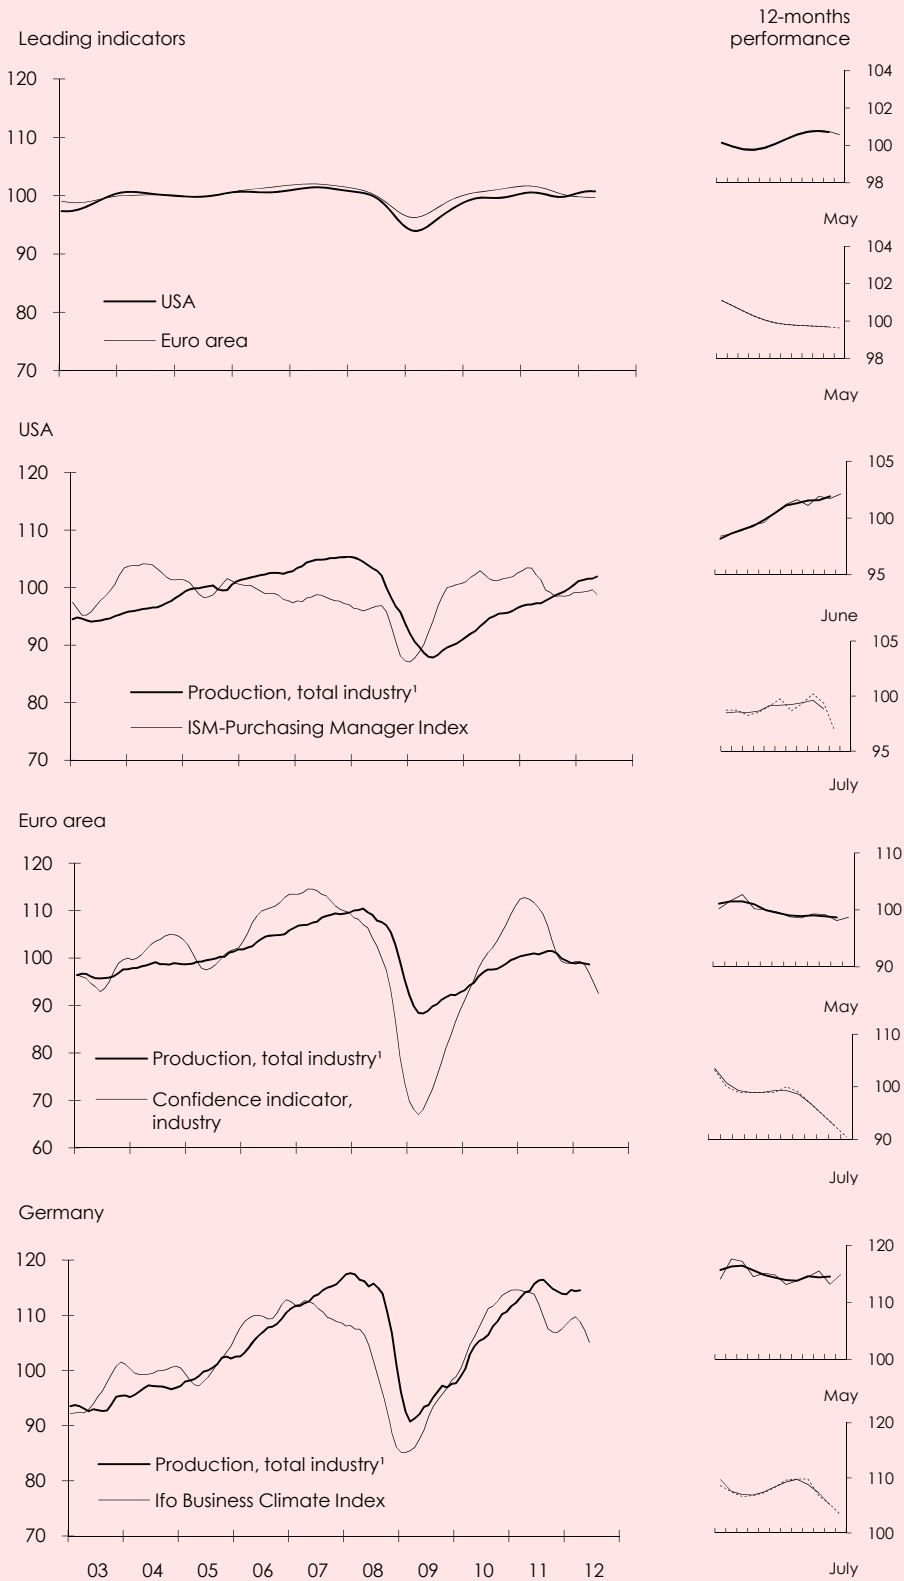 12-months
performance
Leading indicators
120
110
100
90
80
70
USA
Euro area
104
102
100
98
May
104
102
100
98
May
USA
120
110
100
90
80
70
Production, total industry¹
ISM-Purchasing Manager Index
105
100
95
June
105
100
95
July
Euro area
120
110
100
90
80
70
60
Production, total industry¹
Confidence indicator,
industry
110
100
90
May
110
100
90
July
Germany
120
110
100
90
80
70
Production, total industry¹
Ifo Business Climate Index
03 04 05 06 07 08 09 10 11 12
120
110
100
May
120
110
100
July